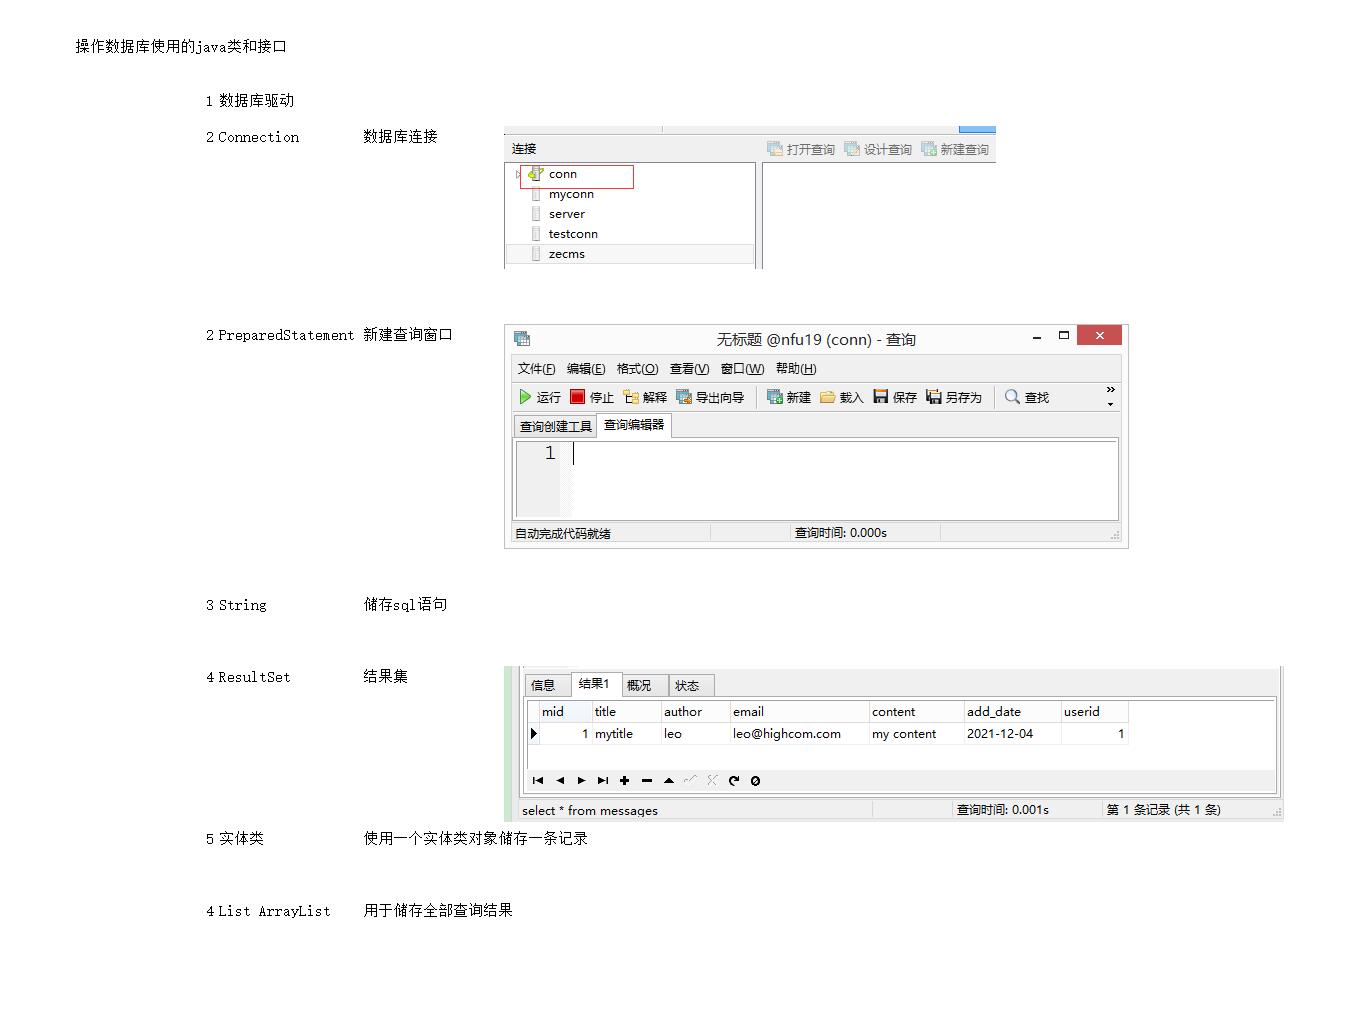 操作数据库使用的java类和接口
1 数据库驱动
2 Connection 数据库连接
连接 打开查询 设计查询 新建查询
conn
myconn
server
testconn
zecms
2 PreparedStatement 新建查询窗口
无标题 @nfu19 (conn) - 查询
文件(F) 编辑(E) 格式(O) 查看(V) 窗口(W) 帮助(H)
运行 停止 解释 导出向导 新建 载入 保存 另存为 查找
查询创建工具 查询编辑器
1
自动完成代码就绪 查询时间: 0.000s
3 String 储存sql语句
4 ResultSet 结果集
信息 结果1 概况 状态
mid title author email content add_date userid
1 mytitle leo leo@highcom.com my content 2021-12-04 1
select * from messages 查询时间: 0.001s 第 1 条记录 (共 1 条)
5 实体类 使用一个实体类对象储存一条记录
4 List ArrayList 用于储存全部查询结果